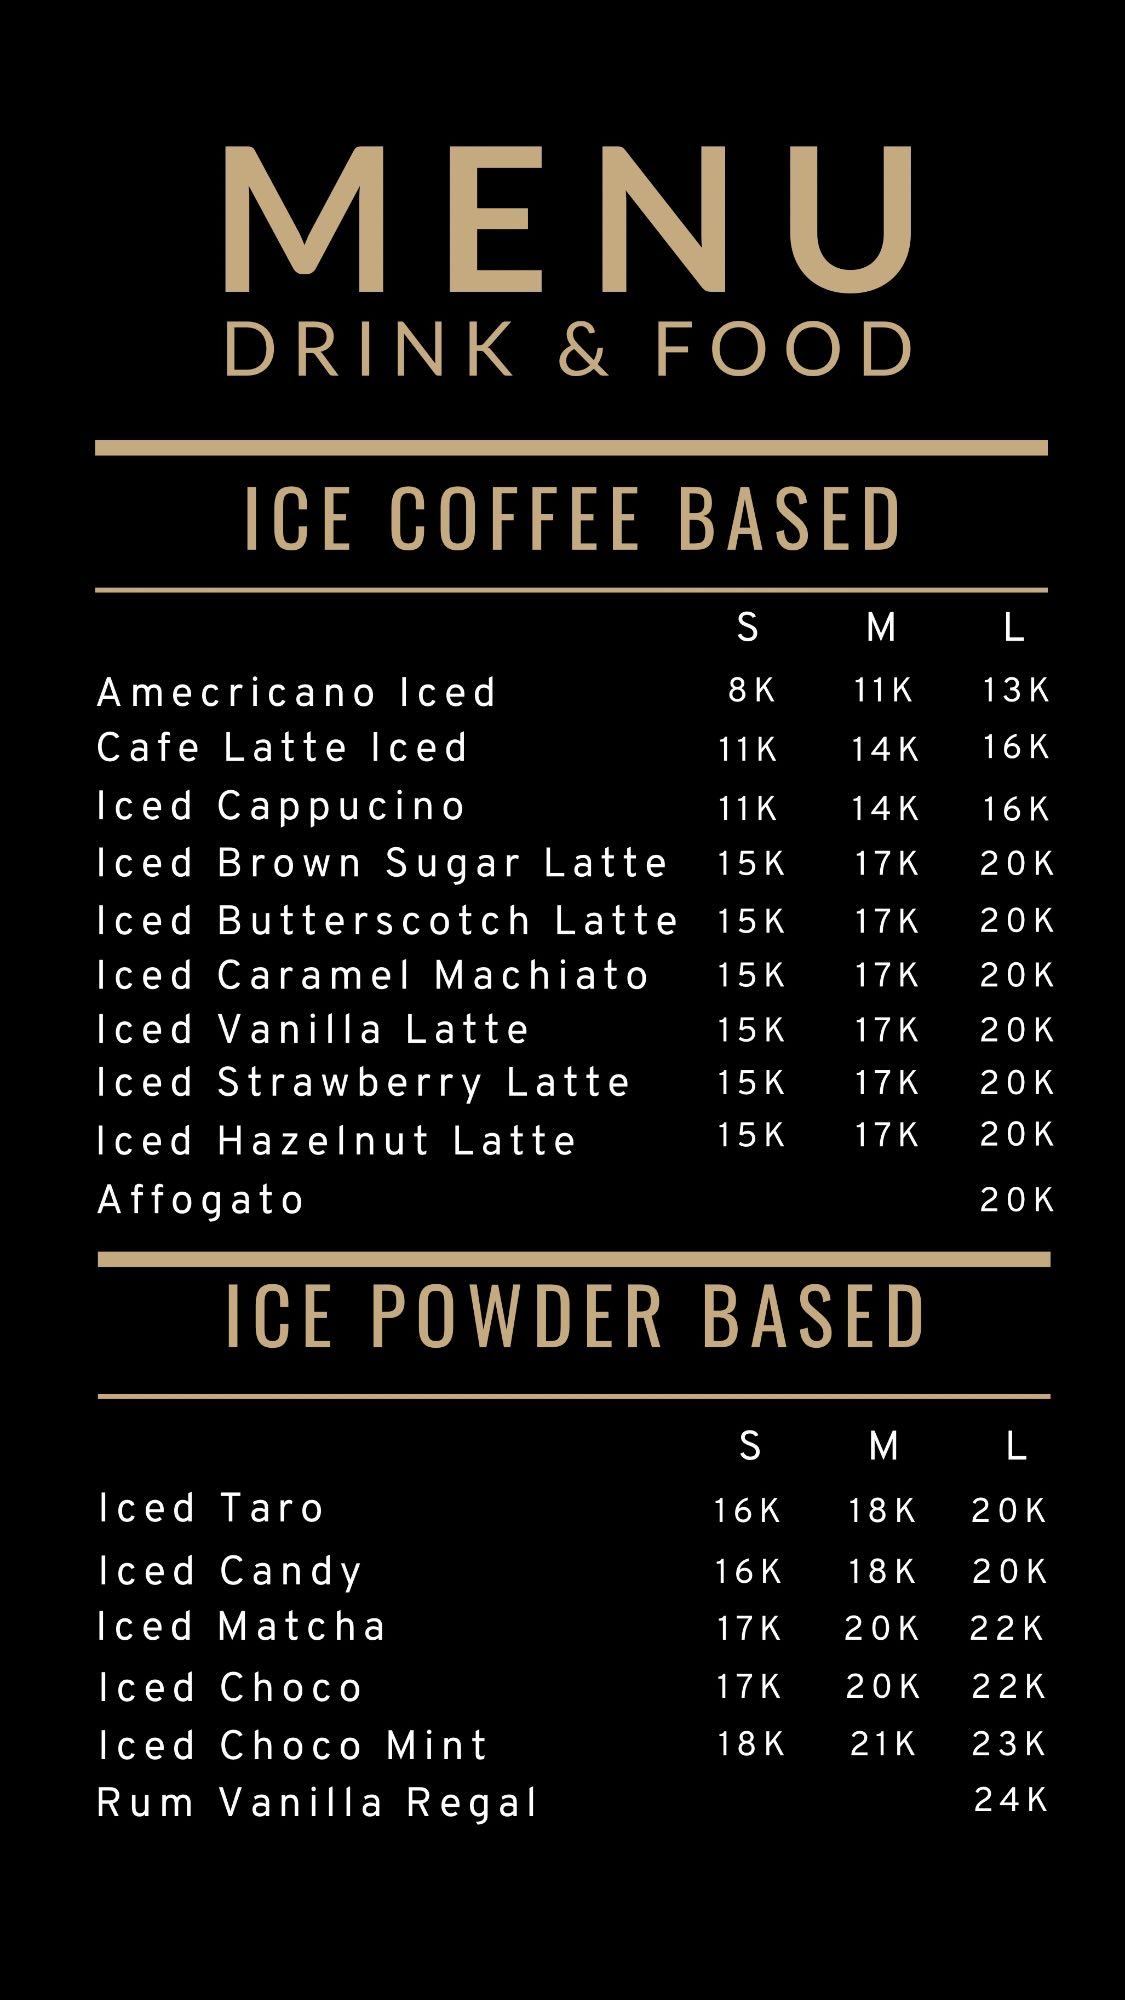 MENU
DRINK & FOOD
ICE COFFEE BASED
S M L
Amecricano Iced 8K 11K 13K
Cafe Latte Iced 11K 14K 16K
Iced Cappucino 11K 14K 16K
Iced Brown Sugar Latte 15K 17K 20K
Iced Butterscotch Latte 15K 17K 20K
Iced Caramel Machiato 15K 17K 20K
Iced Vanilla Latte 15K 17K 20K
Iced Strawberry Latte 15K 17K 20K
Iced Hazelnut Latte 15K 17K 20K
Affogato 20K
ICE POWDER BASED
S M L
Iced Taro 16K 18K 20K
Iced Candy 16K 18K 20K
Iced Matcha 17K 20K 22K
Iced Choco 17K 20K 22K
Iced Choco Mint 18K 21K 23K
Rum Vanilla Regal 24K